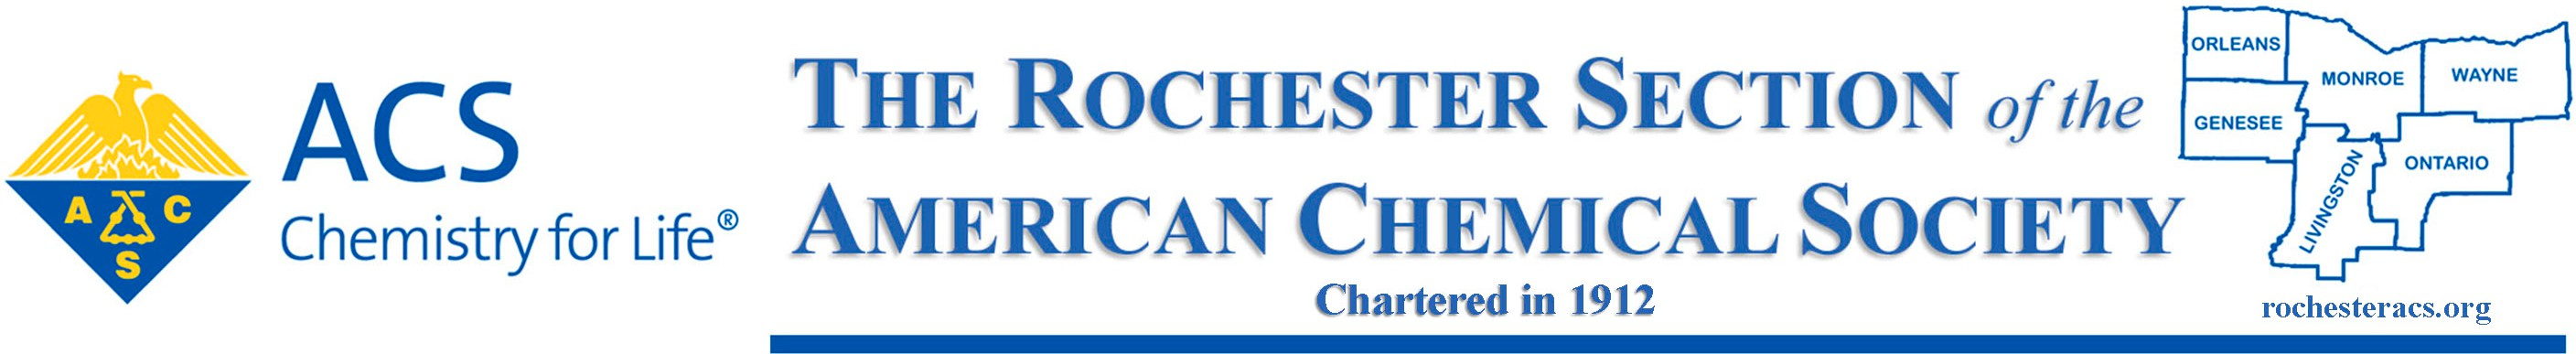 ACS
Chemistry for Life®
A C
S
THE ROCHESTER SECTION of the
AMERICAN CHEMICAL SOCIETY
Chartered in 1912
ORLEANS
MONROE
WAYNE
GENESEE
LIVINGSTON
ONTARIO
rochesteracs.org